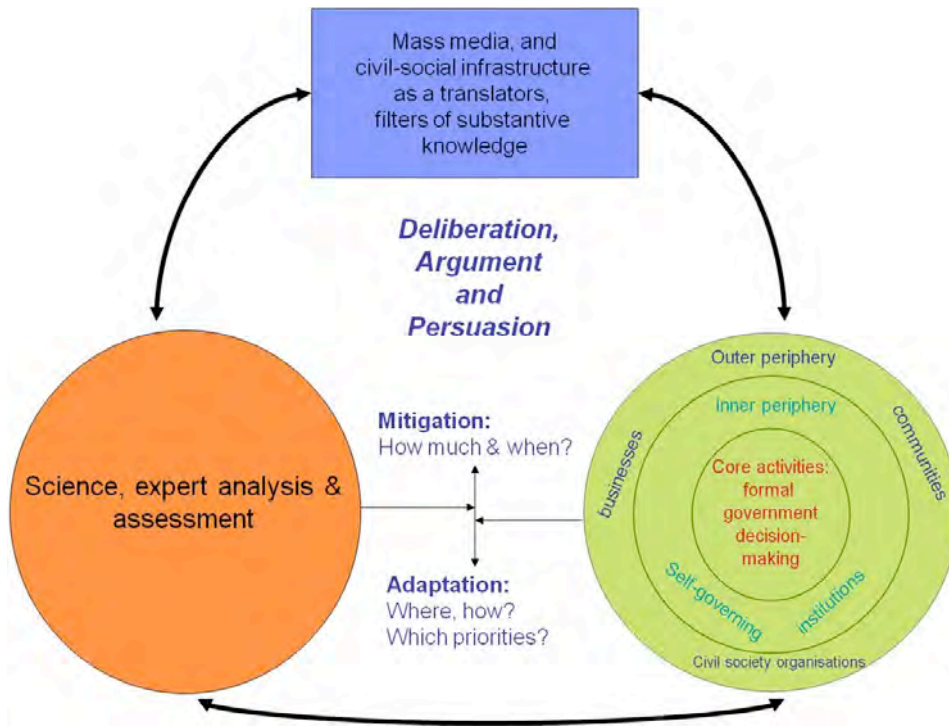 Mass media, and
civil-social infrastructure
as a translators,
filters of substantive
knowledge
Deliberation,
Argument
and
Persuasion
Science, expert analysis &
assessment
Mitigation:
How much & when?
Adaptation:
Where, how?
Which priorities?
Outer periphery
businesses
communities
Inner periphery
Core activities:
formal
government
decision-
making
Self-governing
institutions
Civil society organisations